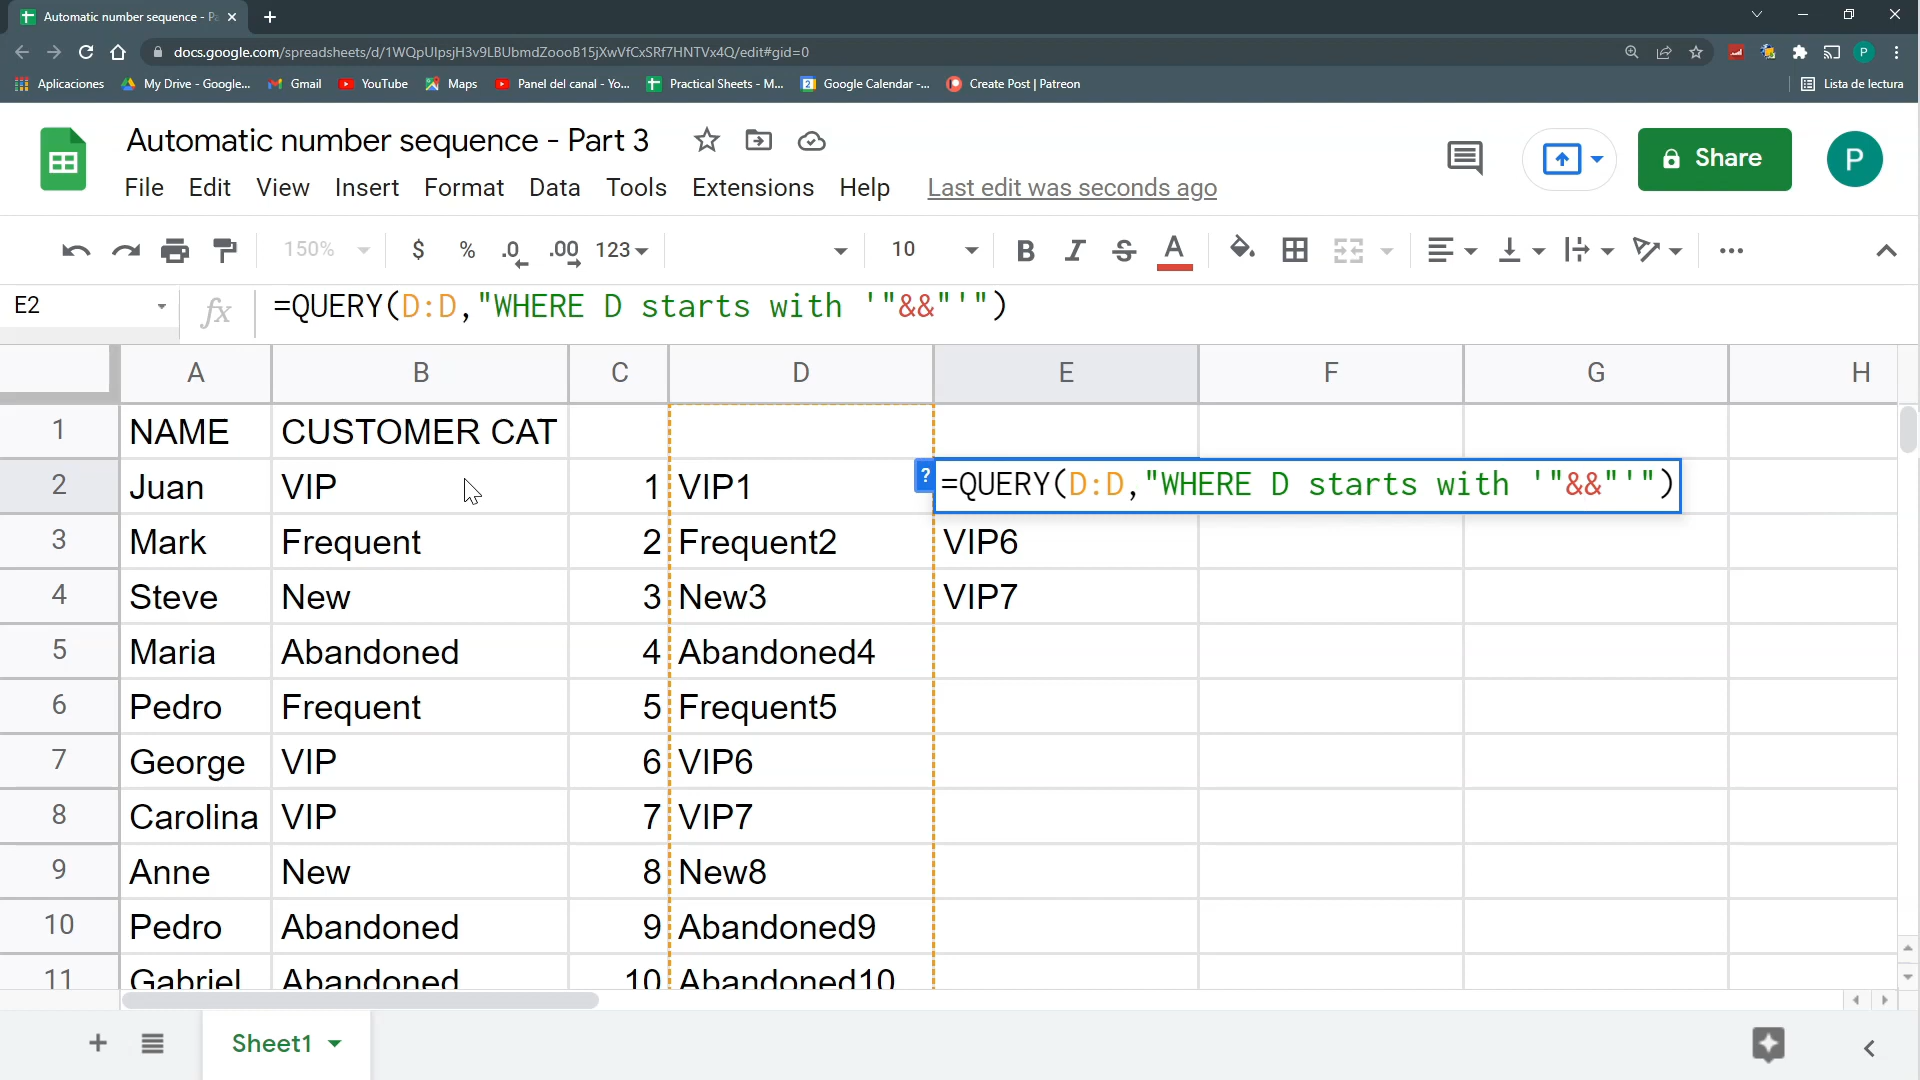 Automatic number sequence - Pa
docs.google.com/spreadsheets/d/1WQpUlpsjH3v9LBUbmdZoooB15jXwVfCxSRf7HNTVx4Q/edit#gid=0
P
Aplicaciones My Drive - Google... Gmail YouTube Maps Panel del canal - Yo... Practical Sheets - M... Google Calendar -... Create Post | Patreon Lista de lectura
Automatic number sequence - Part 3
Share
P
File Edit View Insert Format Data Tools Extensions Help Last edit was seconds ago
150% $ % .0 .00 123 10 B I S A
E2 fx =QUERY(D:D,"WHERE D starts with '"&&"'")
A B C D E F G H
1 NAME CUSTOMER CAT
2 Juan VIP 1 VIP1 ? =QUERY(D:D,"WHERE D starts with '"&&"'")
3 Mark Frequent 2 Frequent2 VIP6
4 Steve New 3 New3 VIP7
5 Maria Abandoned 4 Abandoned4
6 Pedro Frequent 5 Frequent5
7 George VIP 6 VIP6
8 Carolina VIP 7 VIP7
9 Anne New 8 New8
10 Pedro Abandoned 9 Abandoned9
11 Gabriel Abandoned 10 Abandoned10
Sheet1